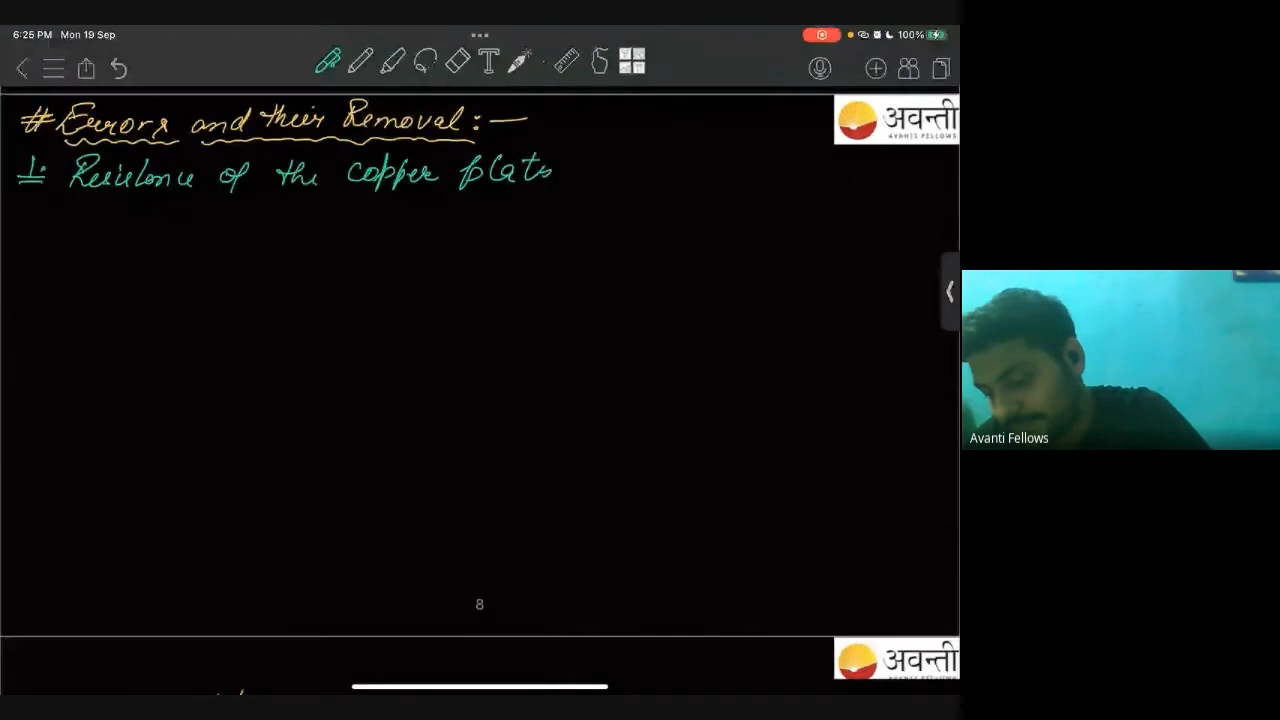 6:25 PM Mon 19 Sep
100%
# Errors and their Removal :—
अवन्ती
AVANTI FELLOWS
1. Resistance of the copper plats
8
अवन्ती
Avanti Fellows